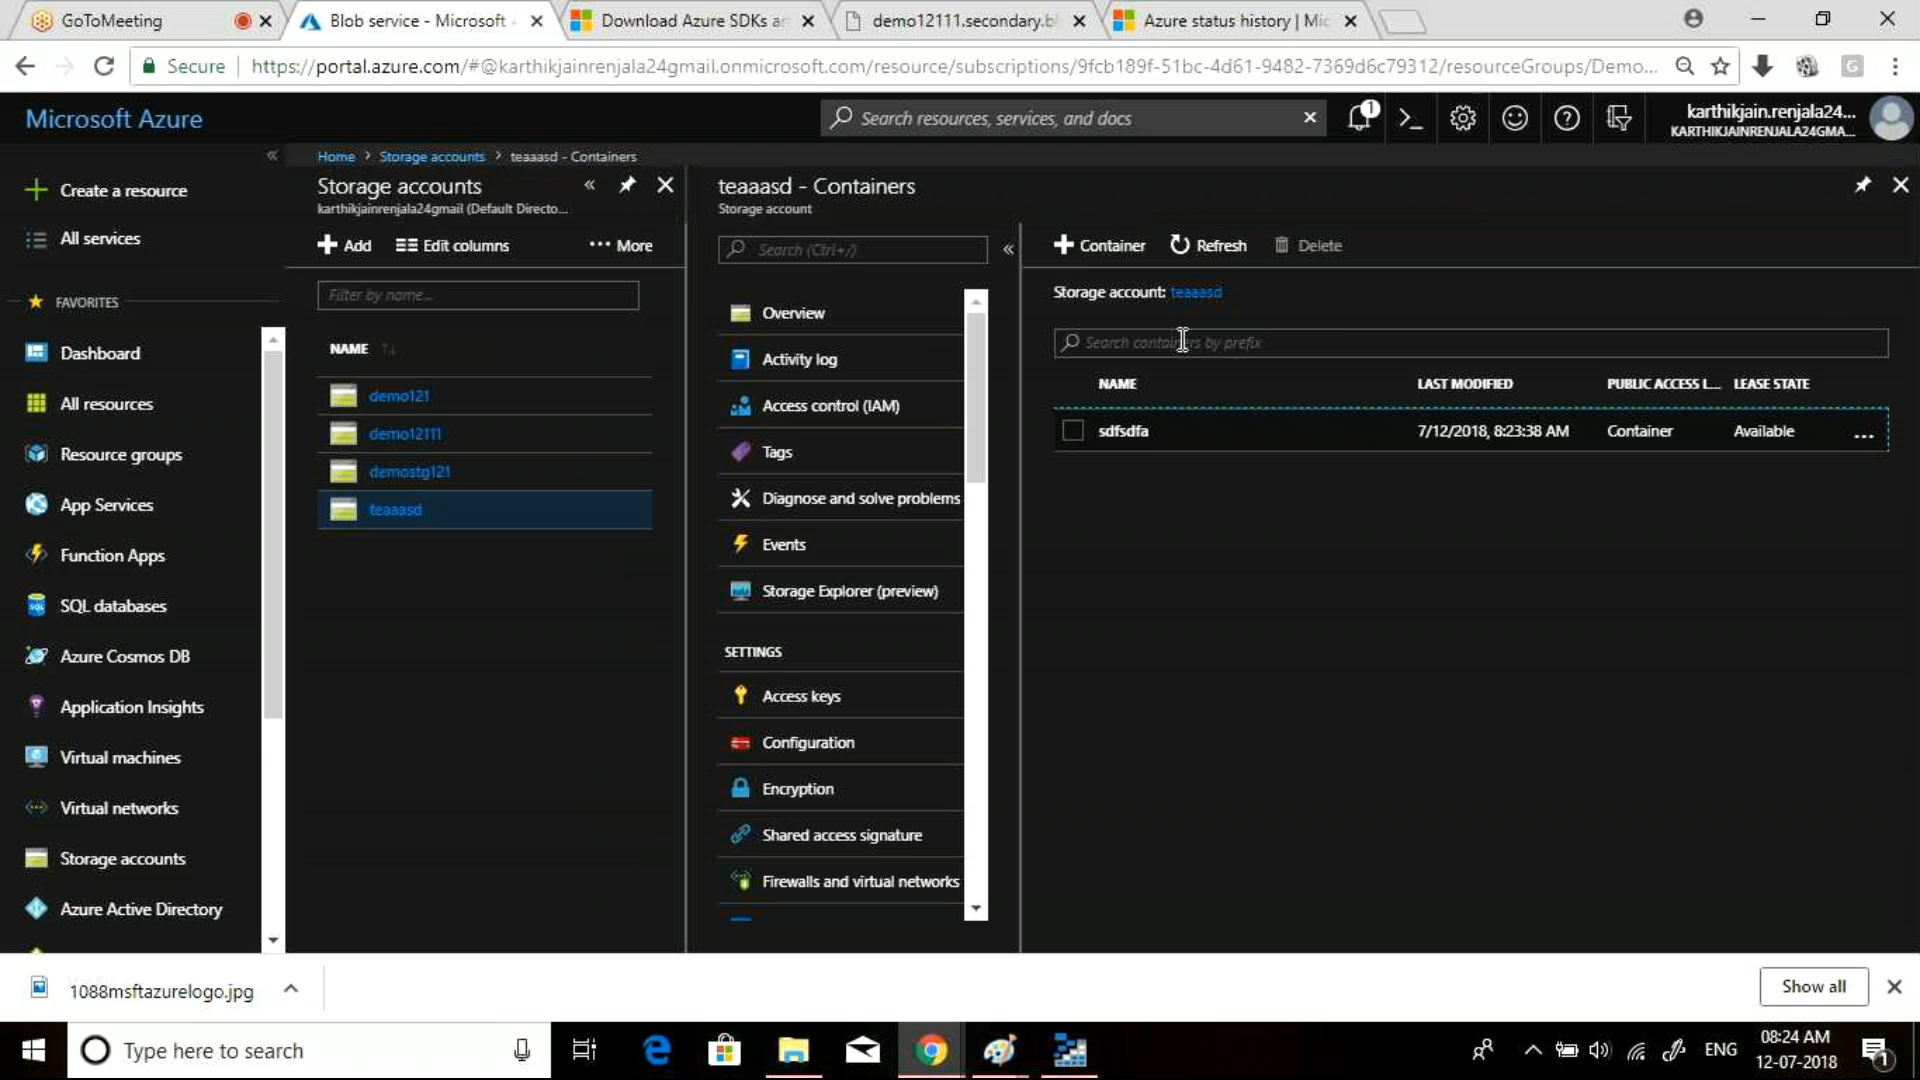 GoToMeeting
Blob service - Microsoft
Download Azure SDKs a
demo12111.secondary.b
Azure status history | Mic
Secure
https://portal.azure.com/#@karthikjainrenjala24gmail.onmicrosoft.com/resource/subscriptions/9fcb189f-51bc-4d61-9482-7369d6c79312/resourceGroups/Demo...
G
Microsoft Azure
Search resources, services, and docs
1
karthikjain.renjala24...
KARTHIKJAINRENJALA24GMA...
Home > Storage accounts > teaaasd - Containers
Create a resource
All services
FAVORITES
Dashboard
All resources
Resource groups
App Services
Function Apps
SQL databases
Azure Cosmos DB
Application Insights
Virtual machines
Virtual networks
Storage accounts
Azure Active Directory
Storage accounts
karthikjainrenjala24gmail (Default Directo...
Add
Edit columns
More
Filter by name...
NAME
demo121
demo12111
demostg121
teaaasd
teaaasd - Containers
Storage account
Search (Ctrl+/)
Overview
Activity log
Access control (IAM)
Tags
Diagnose and solve problems
Events
Storage Explorer (preview)
SETTINGS
Access keys
Configuration
Encryption
Shared access signature
Firewalls and virtual networks
Container
Refresh
Delete
Storage account: teaaasd
Search containers by prefix
NAME LAST MODIFIED PUBLIC ACCESS L... LEASE STATE
sdfsdfa 7/12/2018, 8:23:38 AM Container Available ...
1088msftazurelogo.jpg
Show all
Type here to search
ENG
08:24 AM
12-07-2018
1